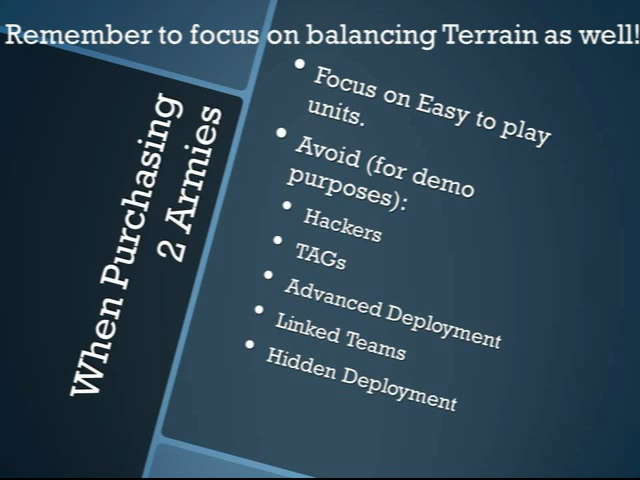 Remember to focus on balancing Terrain as well!
When Purchasing
2 Armies
Focus on Easy to play
units.
Avoid (for demo
purposes):
Hackers
TAGs
Advanced Deployment
Linked Teams
Hidden Deployment